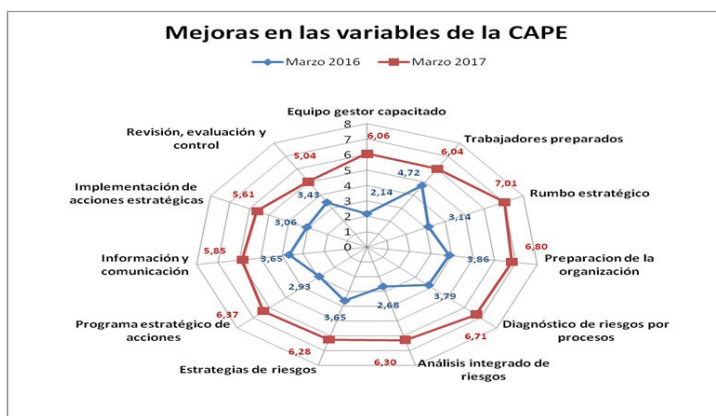 Mejoras en las variables de la CAPE
Marzo 2016
Marzo 2017
Equipo gestor capacitado
Trabajadores preparados
Rumbo estratégico
Preparacion de la
organización
Diagnóstico de riesgos por
procesos
Análisis integrado de
riesgos
Estrategias de riesgos
Programa estratégico de
acciones
Información y
comunicación
Implementación de
acciones estratégicas
Revisión, evaluación y
control
8
7
6
5
4
3
2
1
0
6,06
6,04
7,01
6,80
6,71
6,30
6,28
6,37
5,85
5,61
5,04
2,14
4,72
3,14
3,86
3,79
2,68
3,65
2,93
3,65
3,06
3,43